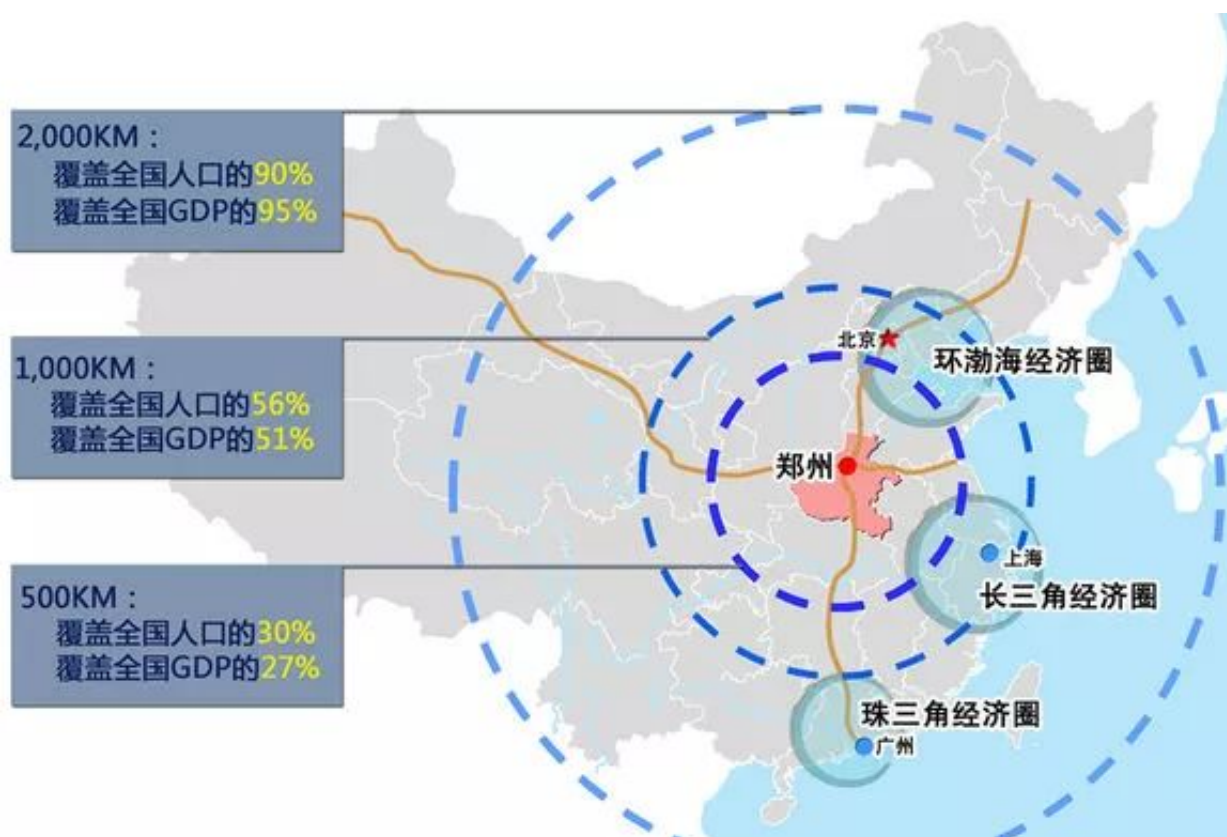 2,000KM：
覆盖全国人口的90%
覆盖全国GDP的95%
1,000KM：
覆盖全国人口的56%
覆盖全国GDP的51%
500KM：
覆盖全国人口的30%
覆盖全国GDP的27%
北京
环渤海经济圈
郑州
上海
长三角经济圈
珠三角经济圈
广州